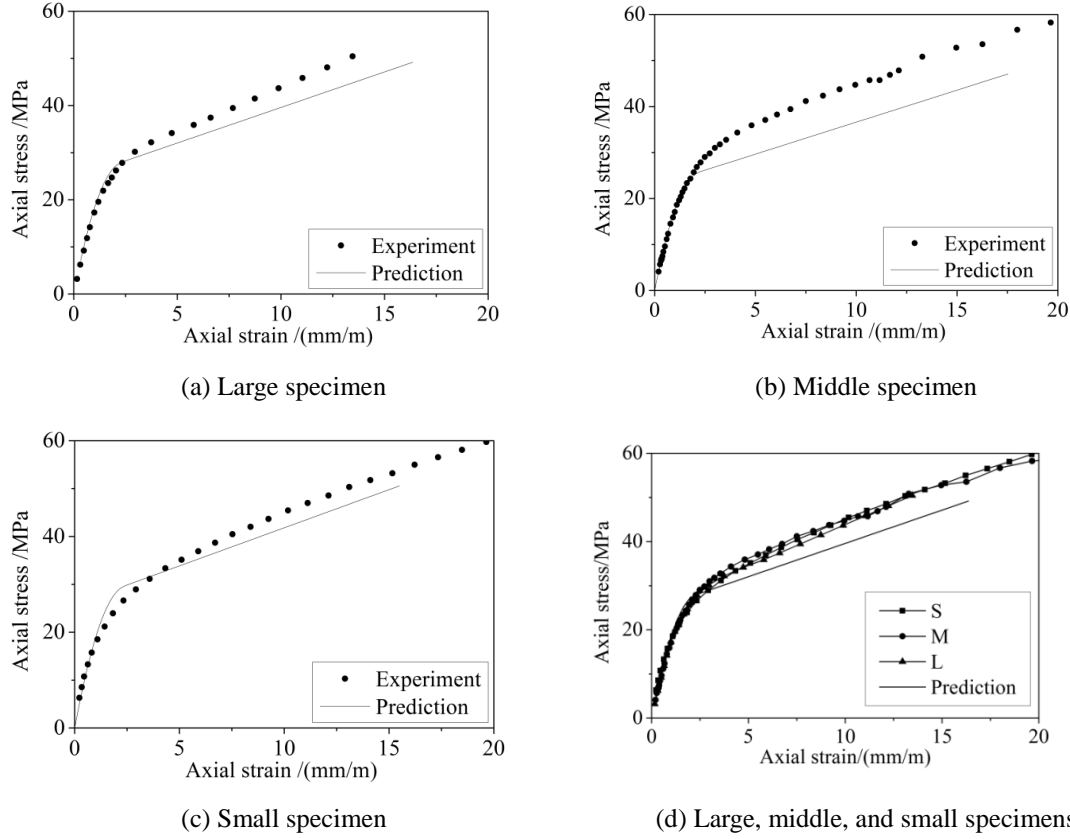 60
40
20
0
Axial stress /MPa
Experiment
Prediction
0 5 10 15 20
Axial strain /(mm/m)
(a) Large specimen
60
40
20
0
Axial stress /MPa
Experiment
Prediction
0 5 10 15 20
Axial strain /(mm/m)
(b) Middle specimen
60
40
20
0
Axial stress /MPa
Experiment
Prediction
0 5 10 15 20
Axial strain /(mm/m)
(c) Small specimen
60
40
20
0
Axial stress/MPa
S
M
L
Prediction
0 5 10 15 20
Axial strain/(mm/m)
(d) Large, middle, and small specimens